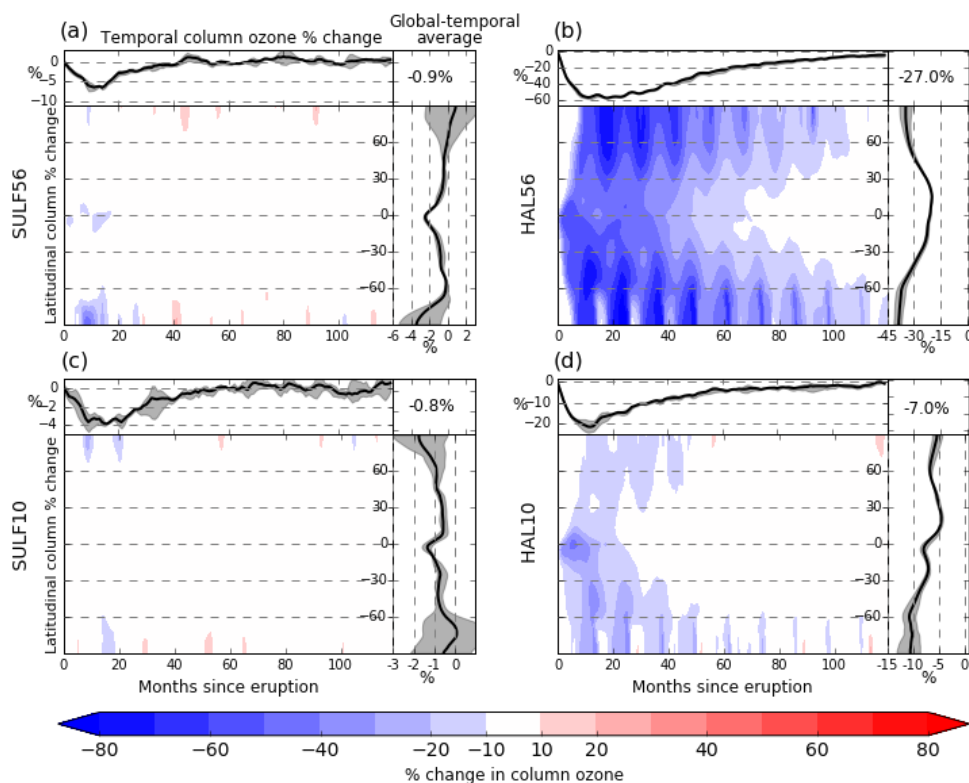 (a)
Temporal column ozone % change
Global-temporal average
(b)
%
0
−5
−10
-0.9%
%
0
−20
−40
−60
-27.0%
SULF56
Latitudinal column % change
60
30
0
−30
−60
0 20 40 60 80 100
-6 -4 -2 0 2
%
HAL56
60
30
0
−30
−60
0 20 40 60 80 100
-45 -30 -15 0
%
(c)
(d)
%
0
−2
−4
-0.8%
%
0
−10
−20
-7.0%
SULF10
Latitudinal column % change
60
30
0
−30
−60
0 20 40 60 80 100
-3 -2 -1 0
%
Months since eruption
HAL10
60
30
0
−30
−60
0 20 40 60 80 100
-15 -10 -5 0
%
Months since eruption
−80 −60 −40 −20 −10 10 20 40 60 80
% change in column ozone